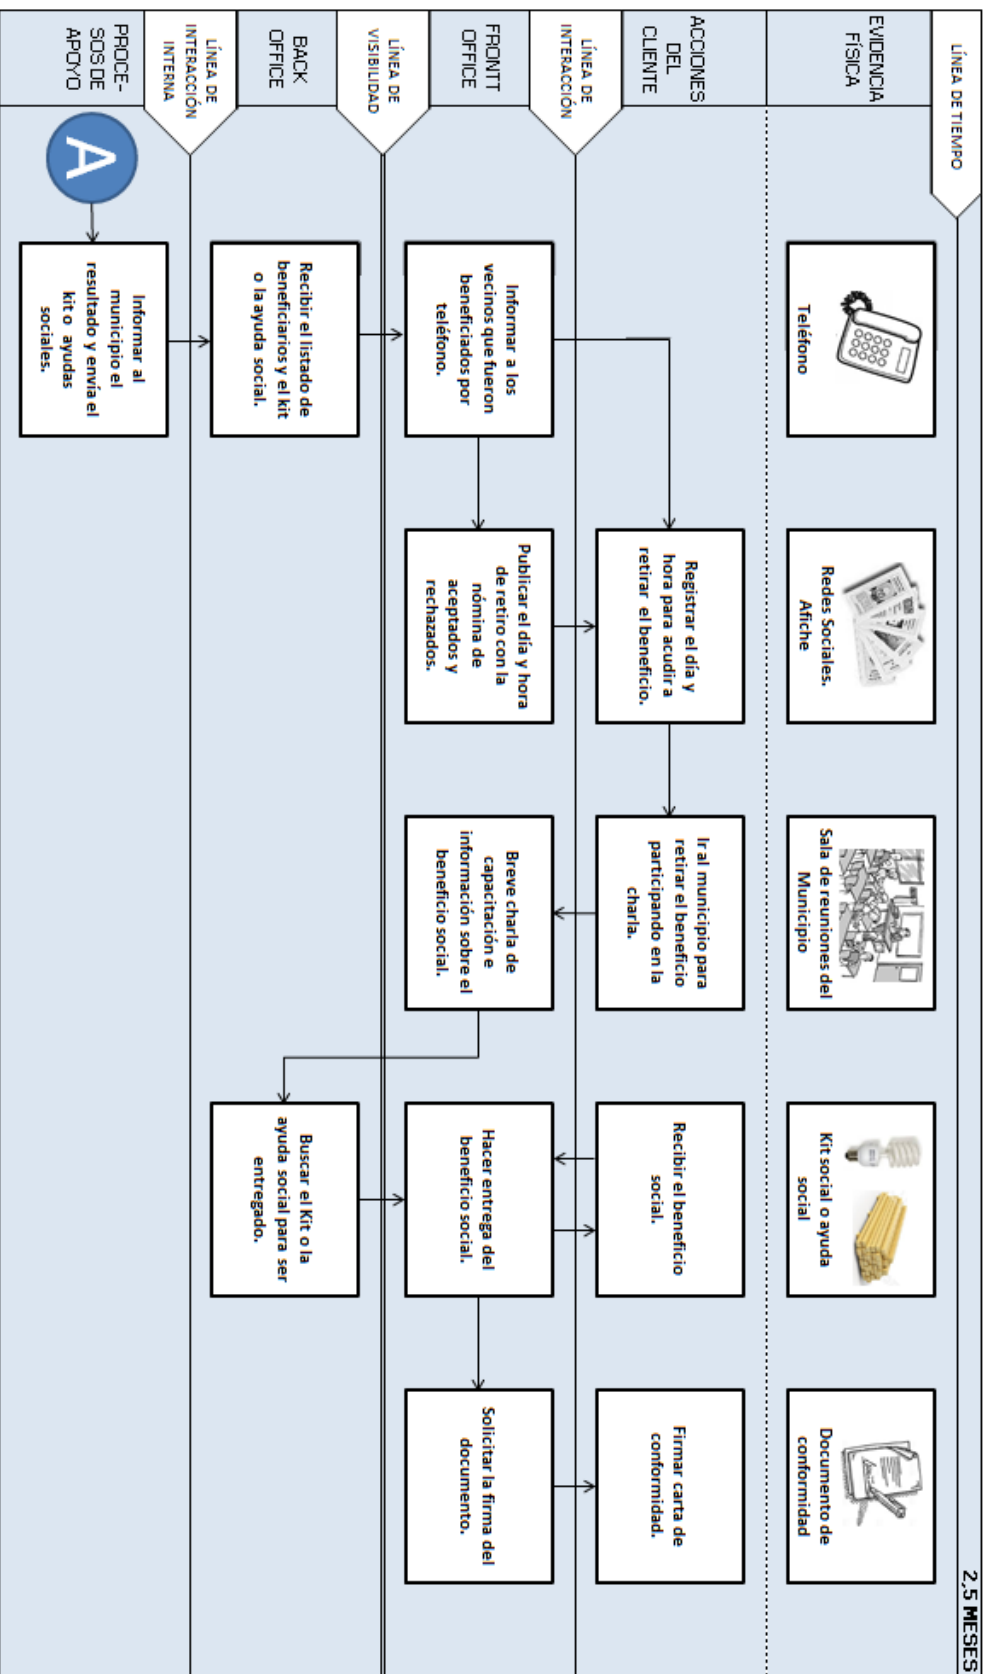 LÍNEA DE TIEMPO
2,5 MESES
EVIDENCIA
FÍSICA
Teléfono
Redes Sociales.
Afiche
Sala de reuniones del
Municipio
Kit social o ayuda
social
Documento de
conformidad
ACCIONES
DEL
CLIENTE
Registrar el día y
hora para acudir a
retirar el beneficio.
Ir al municipio para
retirar el beneficio
participando en la
charla.
Recibir el beneficio
social.
Firmar carta de
conformidad.
LÍNEA DE
INTERACCIÓN
FRONTT
OFFICE
Informar a los
vecinos que fueron
beneficiados por
teléfono.
Publicar el día y hora
de retiro con la
nómina de
aceptados y
rechazados.
Breve charla de
capacitación e
información sobre el
beneficio social.
Hacer entrega del
beneficio social.
Solicitar la firma del
documento.
LÍNEA DE
VISIBILIDAD
BACK
OFFICE
Recibir el listado de
beneficiarios y el kit
o la ayuda social.
Buscar el Kit o la
ayuda social para ser
entregado.
LÍNEA DE
INTERACCIÓN
INTERNA
PROCE-
SOS DE
APOYO
A
Informar al
municipio el
resultado y envía el
kit o ayudas
sociales.